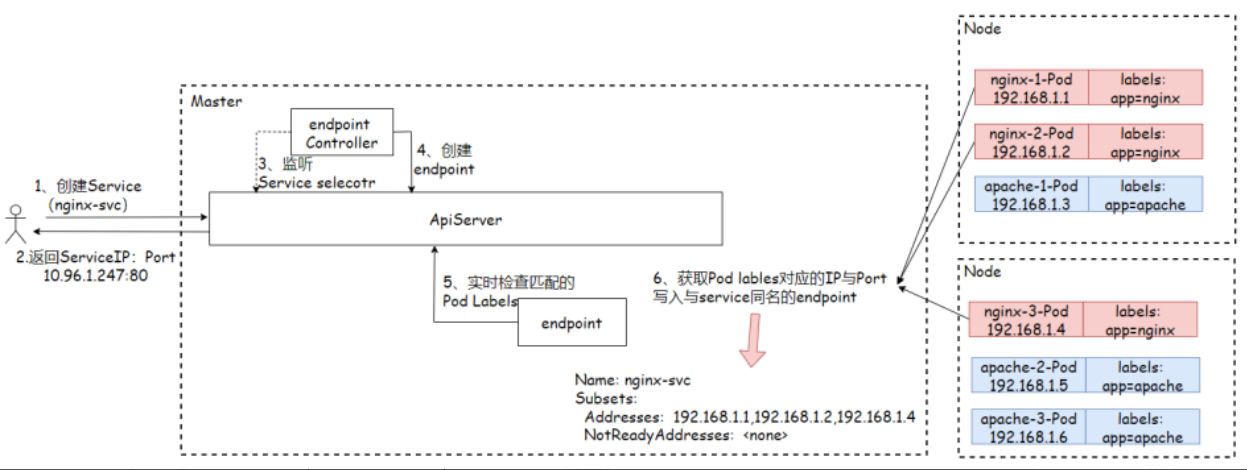 Master
endpoint
Controller
3、监听
Service selecotr
4、创建
endpoint
1、创建Service
(nginx-svc)
ApiServer
2.返回ServiceIP：Port
10.96.1.247:80
5、实时检查匹配的
Pod Labels
endpoint
6、获取Pod lables对应的IP与Port
写入与service同名的endpoint
Name: nginx-svc
Subsets:
Addresses: 192.168.1.1,192.168.1.2,192.168.1.4
NotReadyAddresses: <none>
Node
nginx-1-Pod
192.168.1.1
labels:
app=nginx
nginx-2-Pod
192.168.1.2
labels:
app=nginx
apache-1-Pod
192.168.1.3
labels:
app=apache
Node
nginx-3-Pod
192.168.1.4
labels:
app=nginx
apache-2-Pod
192.168.1.5
labels:
app=apache
apache-3-Pod
192.168.1.6
labels:
app=apache